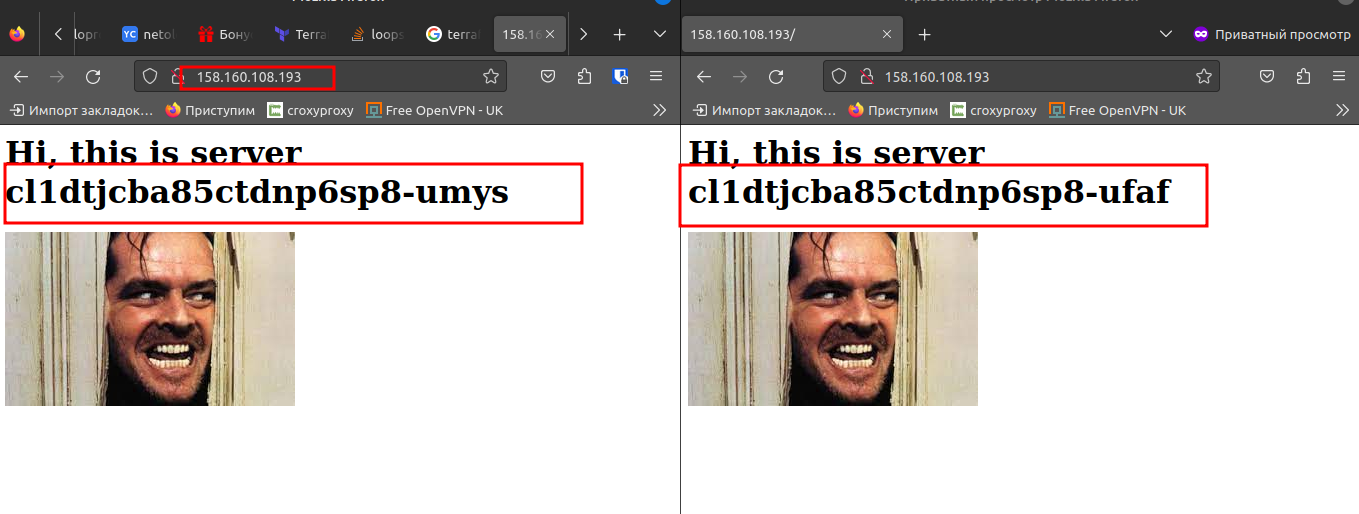 lopro
netol
Бону
Terra
loops
terral
158.16
158.160.108.193
Импорт закладок…
Приступим
croxyproxy
Free OpenVPN - UK
Hi, this is server
cl1dtjcba85ctdnp6sp8-umys
158.160.108.193/
Приватный просмотр
158.160.108.193
Импорт закладок…
Приступим
croxyproxy
Free OpenVPN - UK
Hi, this is server
cl1dtjcba85ctdnp6sp8-ufaf